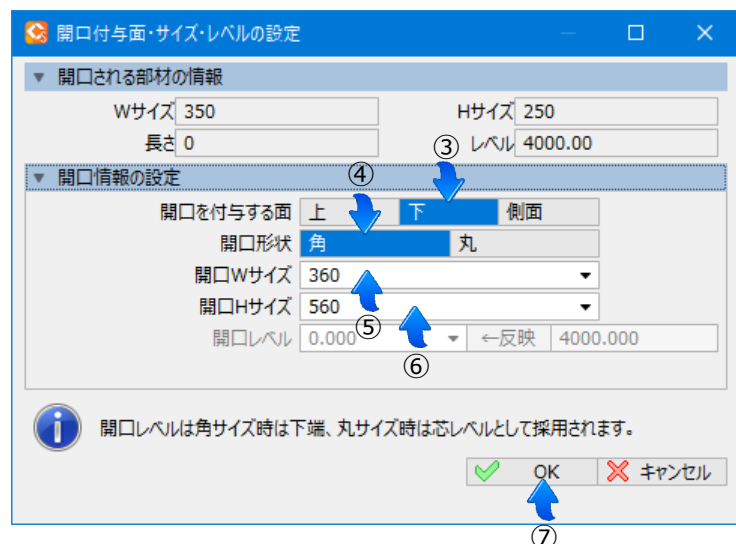 開口付与面・サイズ・レベルの設定
▼ 開口される部材の情報
Wサイズ 350 Hサイズ 250
長さ 0 レベル 4000.00
③
▼ 開口情報の設定
④
開口を付与する面 上 下 側面
開口形状 角 丸
開口Wサイズ 360
開口Hサイズ 560
⑤
開口レベル 0.000 ←反映 4000.000
⑥
開口レベルは角サイズ時は下端、丸サイズ時は芯レベルとして採用されます。
OK キャンセル
⑦